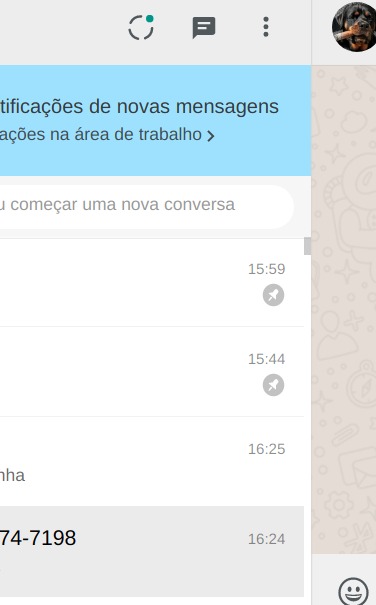 tificações de novas mensagens
ações na área de trabalho
u começar uma nova conversa
15:59
15:44
16:25
nha
74-7198
16:24